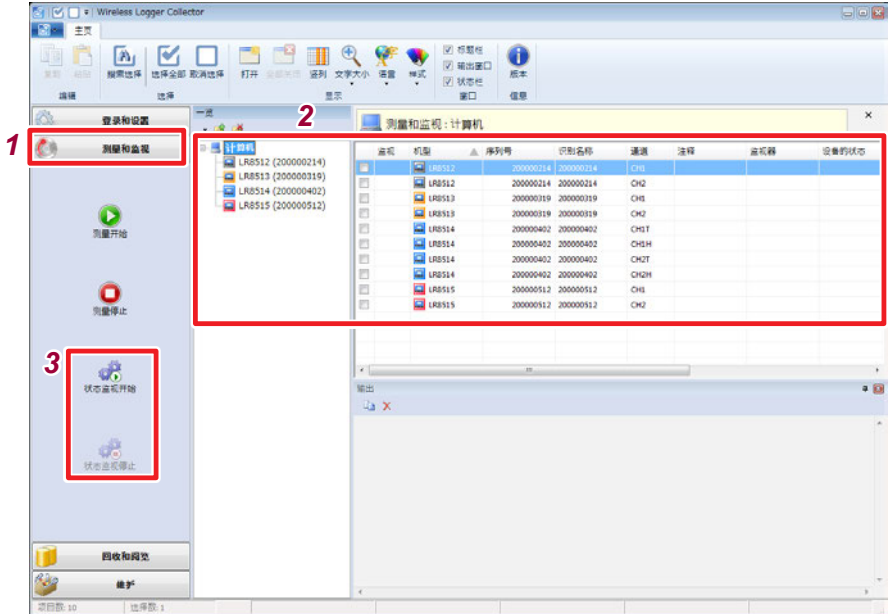 Wireless Logger Collector
主页
复制 粘贴 搜索选择 选择全部 取消选择 打开 全部关闭 竖列 文字大小 语言 样式 标题栏 输出窗口 状态栏 版本
编辑 选择 显示 窗口 信息
登录和设置
一览
2
测量和监视 : 计算机
1
测量和监视
计算机
LR8512 (200000214)
LR8513 (200000319)
LR8514 (200000402)
LR8515 (200000512)
监视 机型 序列号 识别名称 通道 注释 监视器 设备的状态
LR8512 200000214 200000214 CH1
LR8512 200000214 200000214 CH2
LR8513 200000319 200000319 CH1
LR8513 200000319 200000319 CH2
LR8514 200000402 200000402 CH1T
LR8514 200000402 200000402 CH1H
LR8514 200000402 200000402 CH2T
LR8514 200000402 200000402 CH2H
LR8515 200000512 200000512 CH1
LR8515 200000512 200000512 CH2
测量开始
测量停止
3
状态监视开始
状态监视停止
输出
回收和阅览
维护
项目数: 10 选择数: 1